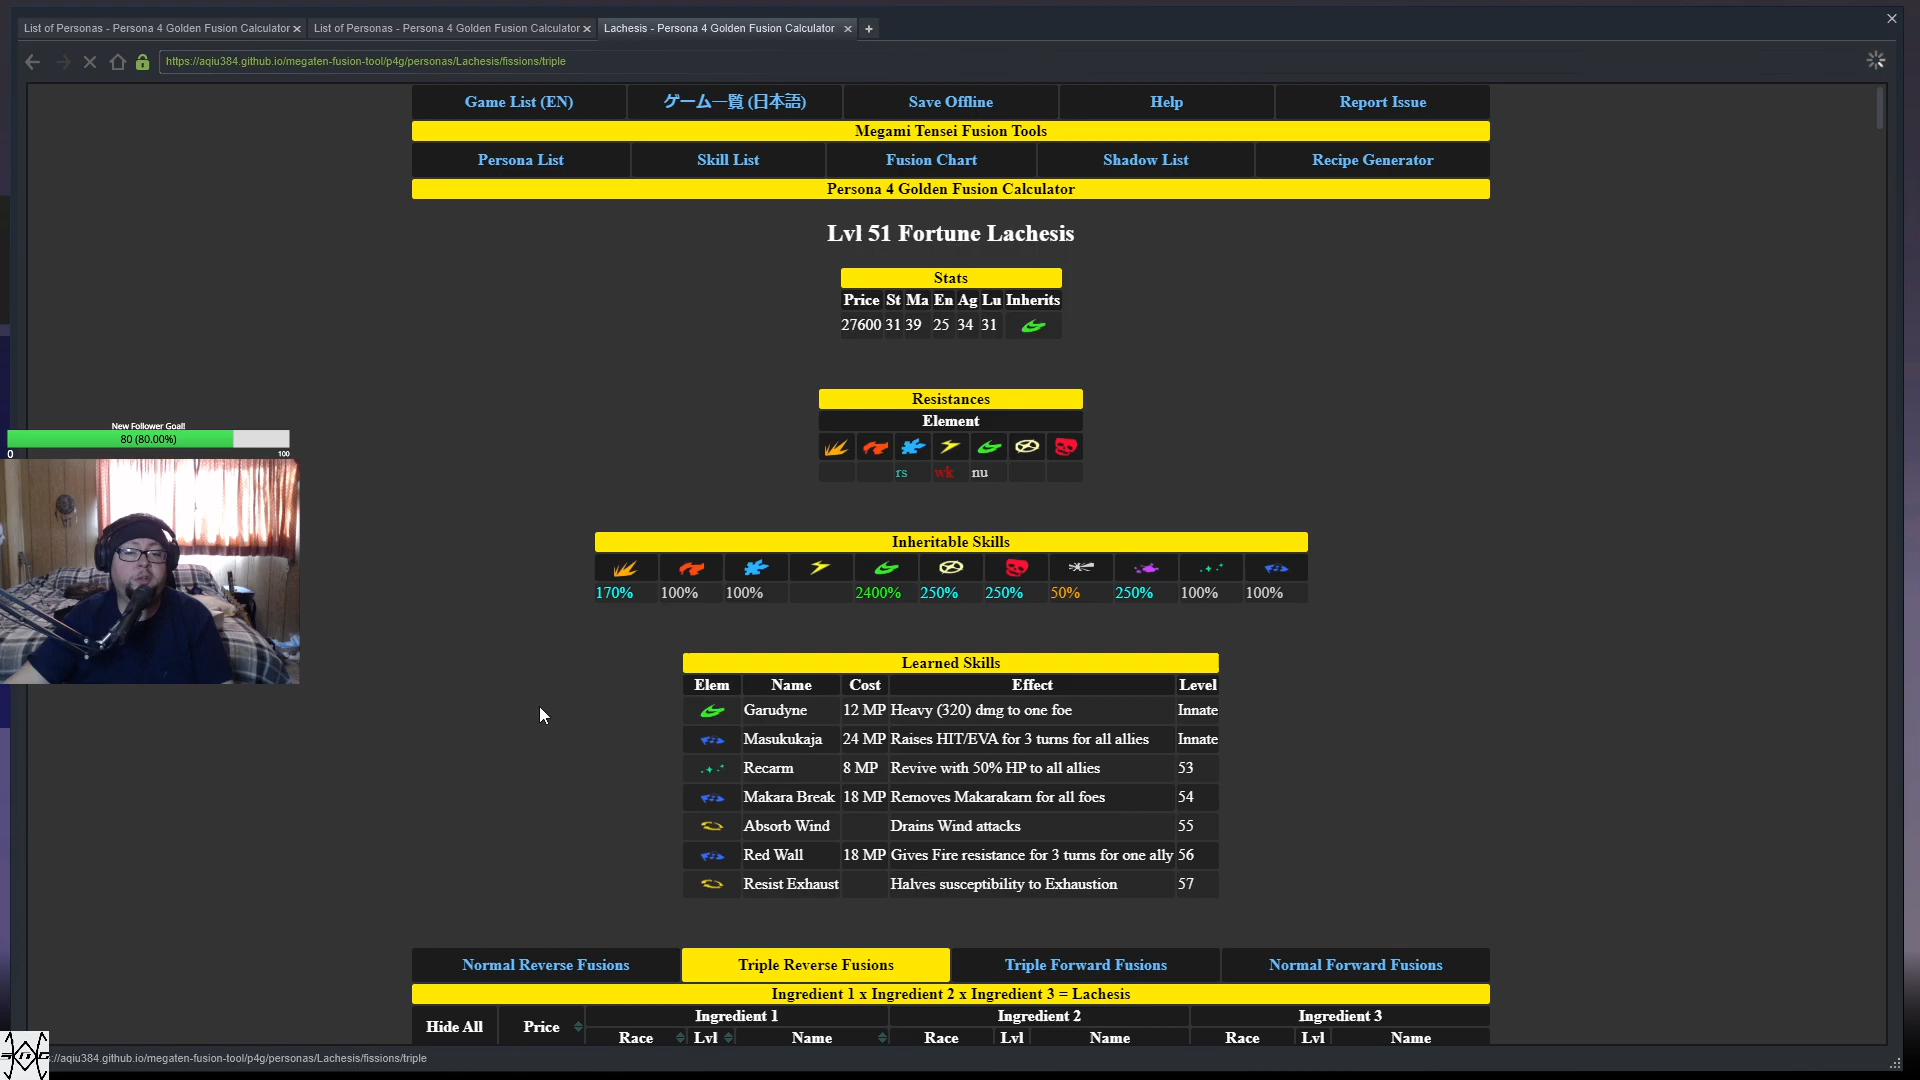 List of Personas - Persona 4 Golden Fusion Calculator
List of Personas - Persona 4 Golden Fusion Calculator
Lachesis - Persona 4 Golden Fusion Calculator
https://aqiu384.github.io/megaten-fusion-tool/p4g/personas/Lachesis/fissions/triple
Game List (EN) ゲーム一覧 (日本語) Save Offline Help Report Issue
Megami Tensei Fusion Tools
Persona List Skill List Fusion Chart Shadow List Recipe Generator
Persona 4 Golden Fusion Calculator
Lvl 51 Fortune Lachesis
Stats
Price St Ma En Ag Lu Inherits
27600 31 39 25 34 31
Resistances
Element
rs wk nu
New Follower Goal!
80 (80.00%)
0 100
Inheritable Skills
170% 100% 100% 2400% 250% 250% 50% 250% 100% 100%
Learned Skills
Elem Name Cost Effect Level
Garudyne 12 MP Heavy (320) dmg to one foe Innate
Masukukaja 24 MP Raises HIT/EVA for 3 turns for all allies Innate
Recarm 8 MP Revive with 50% HP to all allies 53
Makara Break 18 MP Removes Makarakarn for all foes 54
Absorb Wind Drains Wind attacks 55
Red Wall 18 MP Gives Fire resistance for 3 turns for one ally 56
Resist Exhaust Halves susceptibility to Exhaustion 57
Normal Reverse Fusions Triple Reverse Fusions Triple Forward Fusions Normal Forward Fusions
Ingredient 1 x Ingredient 2 x Ingredient 3 = Lachesis
Hide All Price Ingredient 1 Ingredient 2 Ingredient 3
Race Lvl Name Race Lvl Name Race Lvl Name
://aqiu384.github.io/megaten-fusion-tool/p4g/personas/Lachesis/fissions/triple